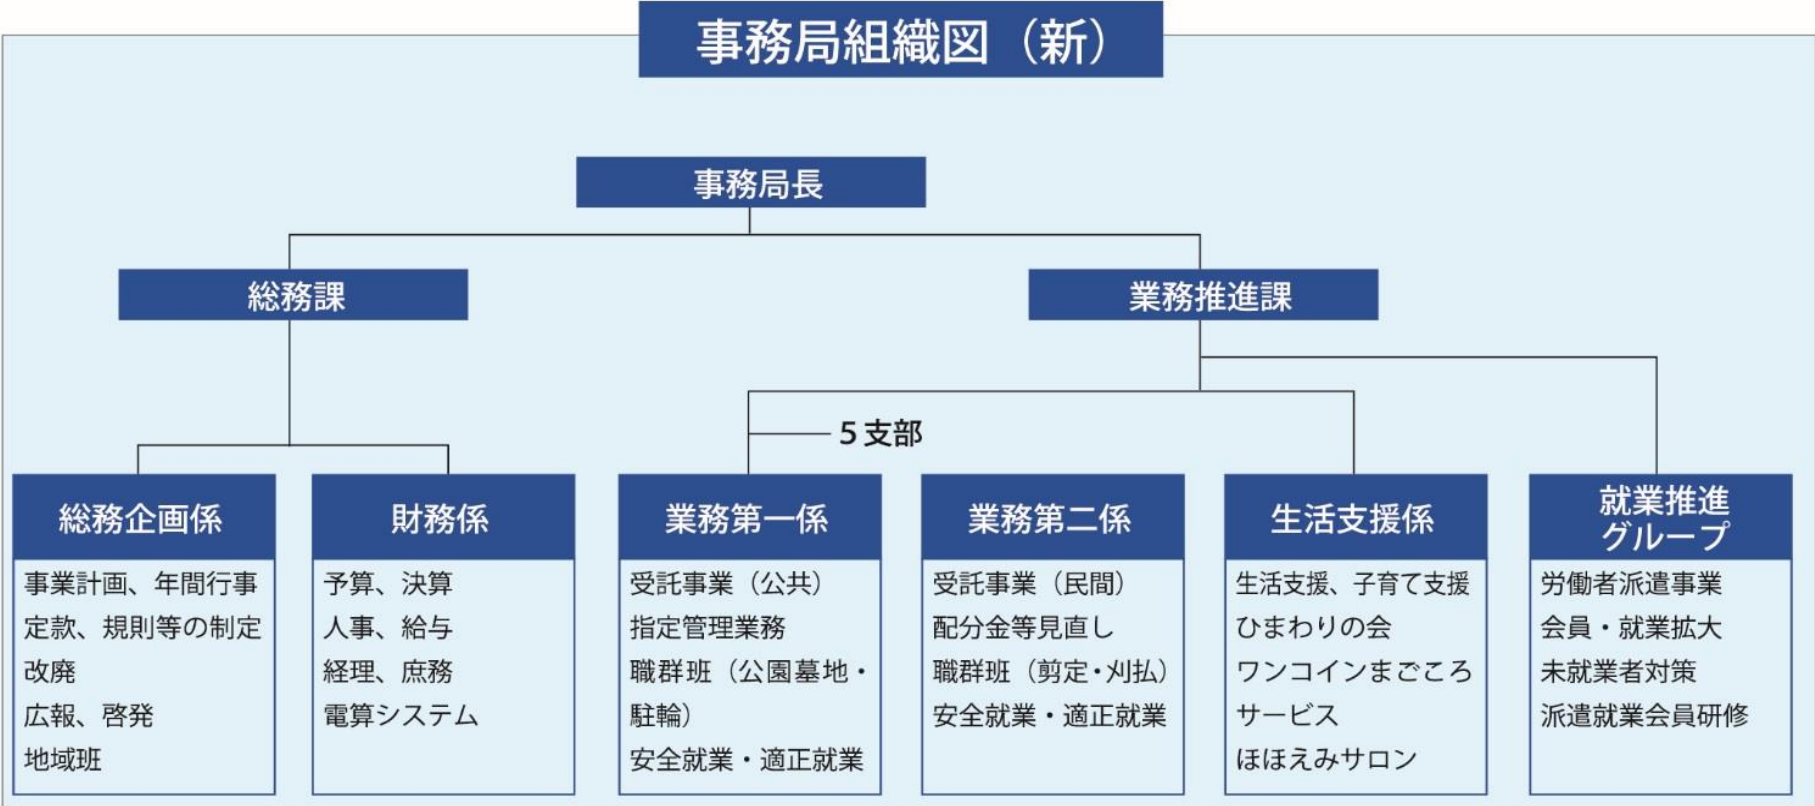 事務局組織図（新）
事務局長
総務課
業務推進課
5支部
総務企画係
事業計画、年間行事
定款、規則等の制定
改廃
広報、啓発
地域班
財務係
予算、決算
人事、給与
経理、庶務
電算システム
業務第一係
受託事業（公共）
指定管理業務
職群班（公園墓地・
駐輪）
安全就業・適正就業
業務第二係
受託事業（民間）
配分金等見直し
職群班（剪定・刈払）
安全就業・適正就業
生活支援係
生活支援、子育て支援
ひまわりの会
ワンコインまごころ
サービス
ほほえみサロン
就業推進
グループ
労働者派遣事業
会員・就業拡大
未就業者対策
派遣就業会員研修